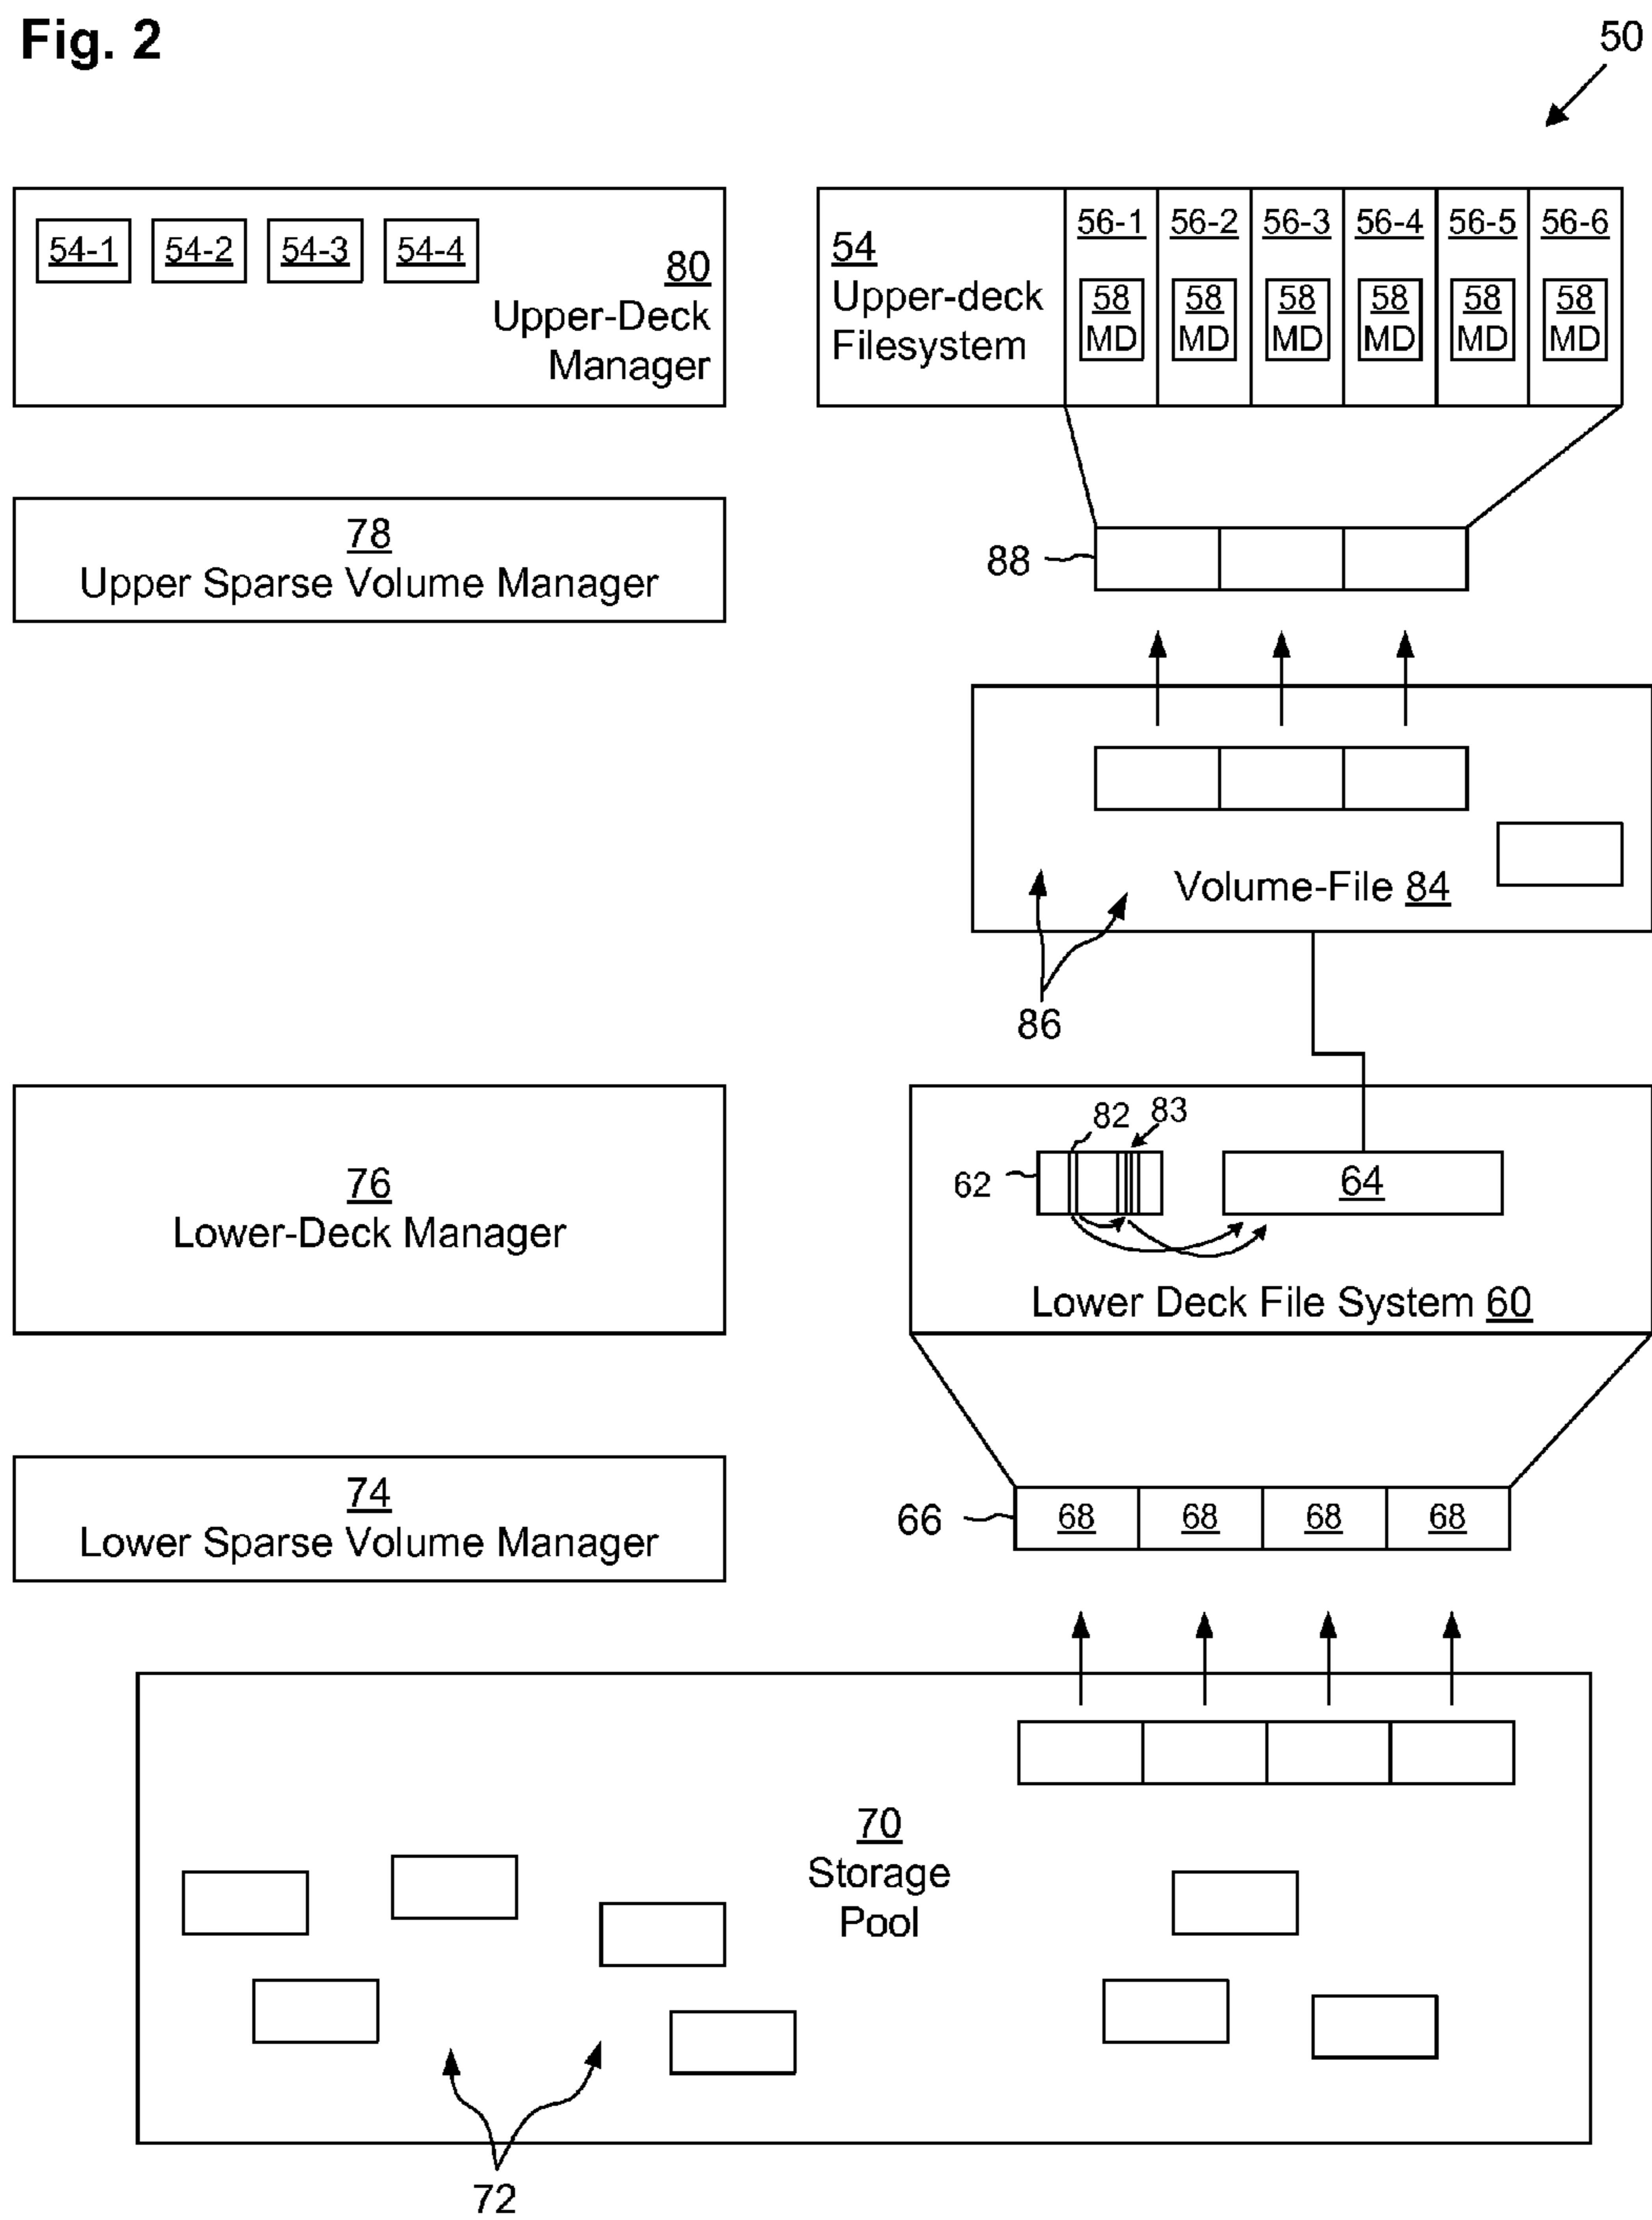 Fig. 2
50
54-1 54-2 54-3 54-4
80
Upper-Deck
Manager
54
Upper-deck
Filesystem
56-1 56-2 56-3 56-4 56-5 56-6
58 58 58 58 58 58
MD MD MD MD MD MD
78
Upper Sparse Volume Manager
88
Volume-File 84
86
76
Lower-Deck Manager
82 83
62
64
Lower Deck File System 60
74
Lower Sparse Volume Manager
66
68 68 68 68
70
Storage
Pool
72